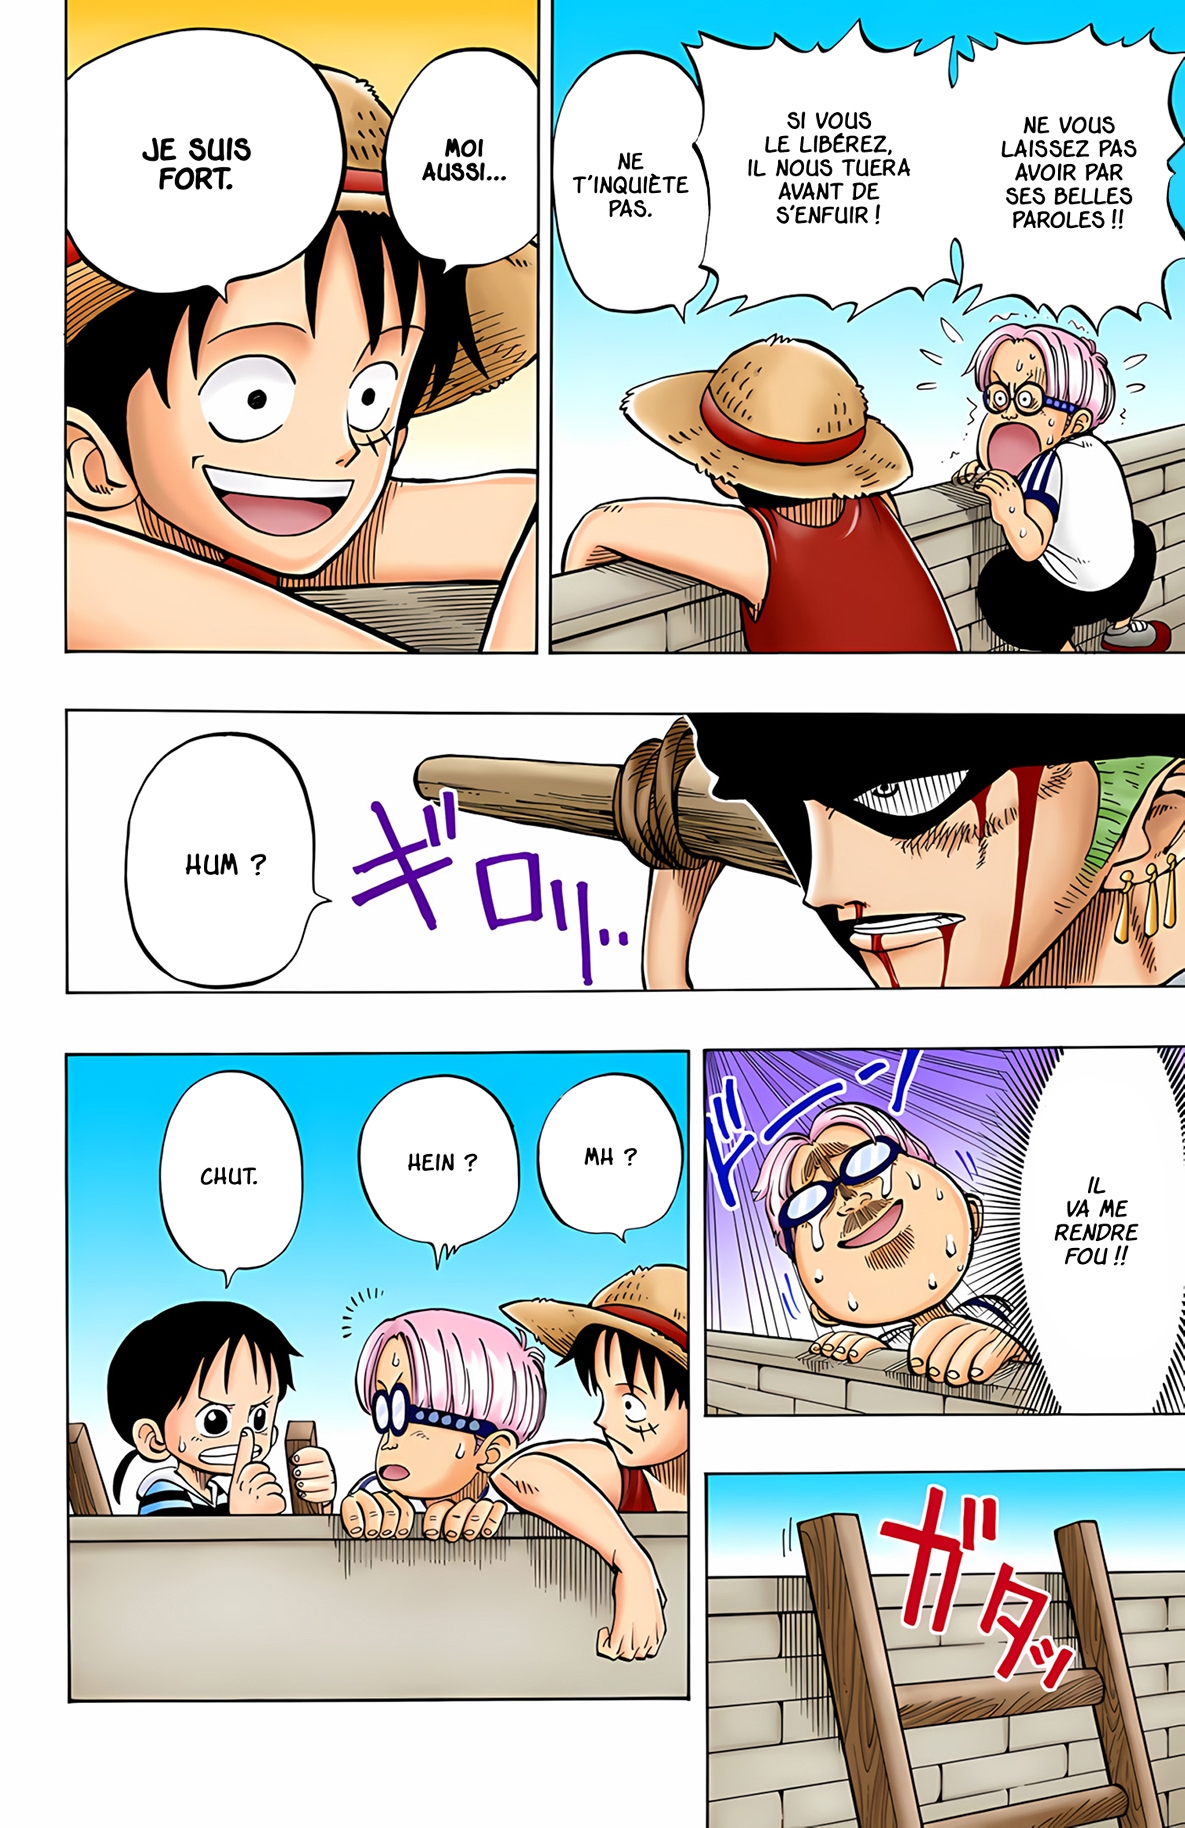 NE VOUS
LAISSEZ PAS
AVOIR PAR
SES BELLES
PAROLES !!
SI VOUS
LE LIBÉREZ,
IL NOUS TUERA
AVANT DE
S'ENFUIR !
NE
T'INQUIÈTE
PAS.
MOI
AUSSI...
JE SUIS
FORT.
ギロッ..
HUM ?
IL
VA ME
RENDRE
FOU !!
ドーン
ガタッ
MH ?
HEIN ?
CHUT.